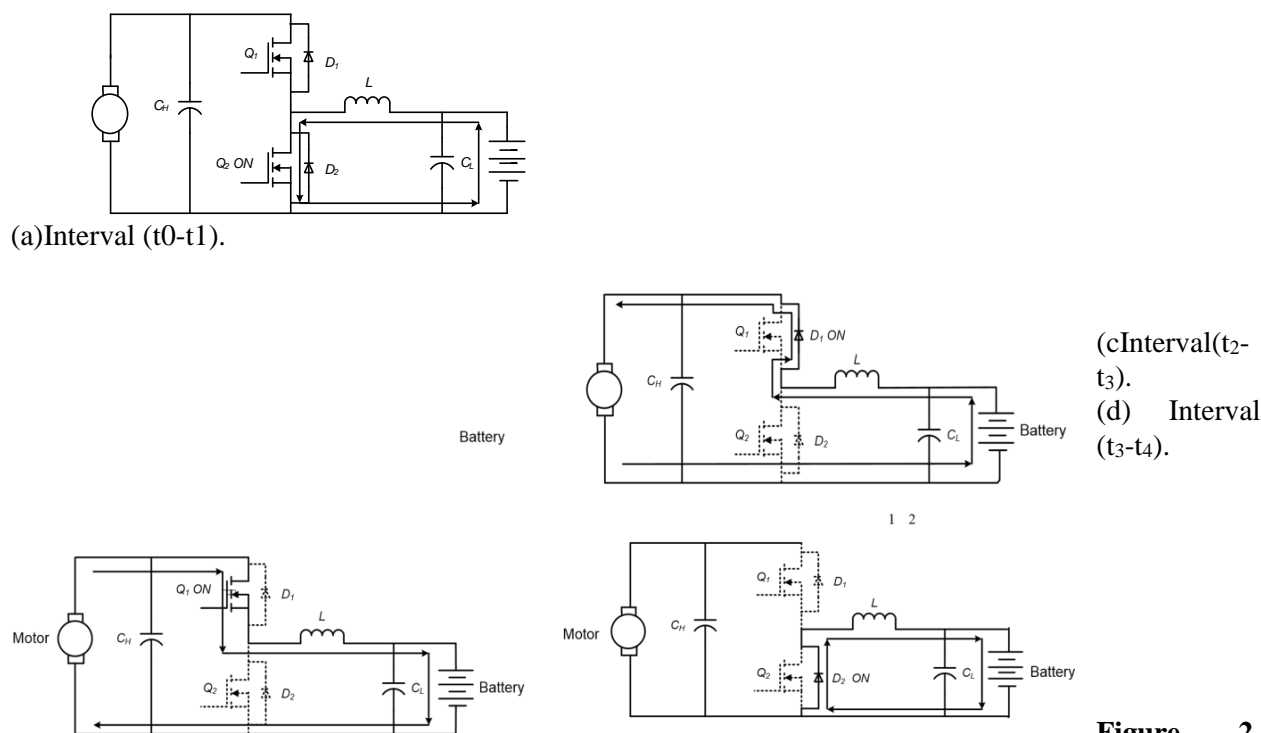 Q1
D1
L
CH
Q2 ON
D2
CL
(a)Interval (t0-t1).
Q1
D1 ON
L
CH
Battery
Q2
D2
CL
Battery
(cInterval(t2-
t3).
(d) Interval
(t3-t4).
1 2
Q1 ON
D1
L
Motor
CH
Q2
D2
CL
Battery
Q1
D1
L
Motor
CH
Q2
D2 ON
CL
Battery
Figure 2